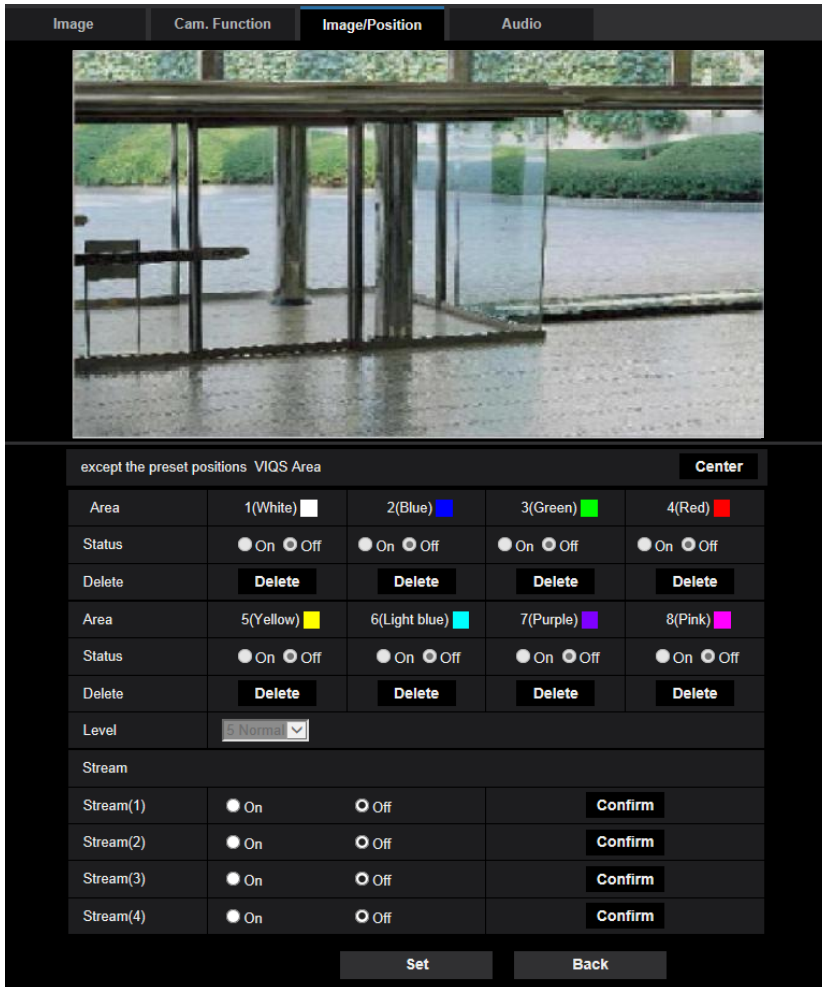 Image Cam. Function Image/Position Audio
except the preset positions VIQS Area Center
Area 1(White) 2(Blue) 3(Green) 4(Red)
Status On Off On Off On Off On Off
Delete Delete Delete Delete Delete
Area 5(Yellow) 6(Light blue) 7(Purple) 8(Pink)
Status On Off On Off On Off On Off
Delete Delete Delete Delete Delete
Level 5 Normal
Stream
Stream(1) On Off Confirm
Stream(2) On Off Confirm
Stream(3) On Off Confirm
Stream(4) On Off Confirm
Set Back